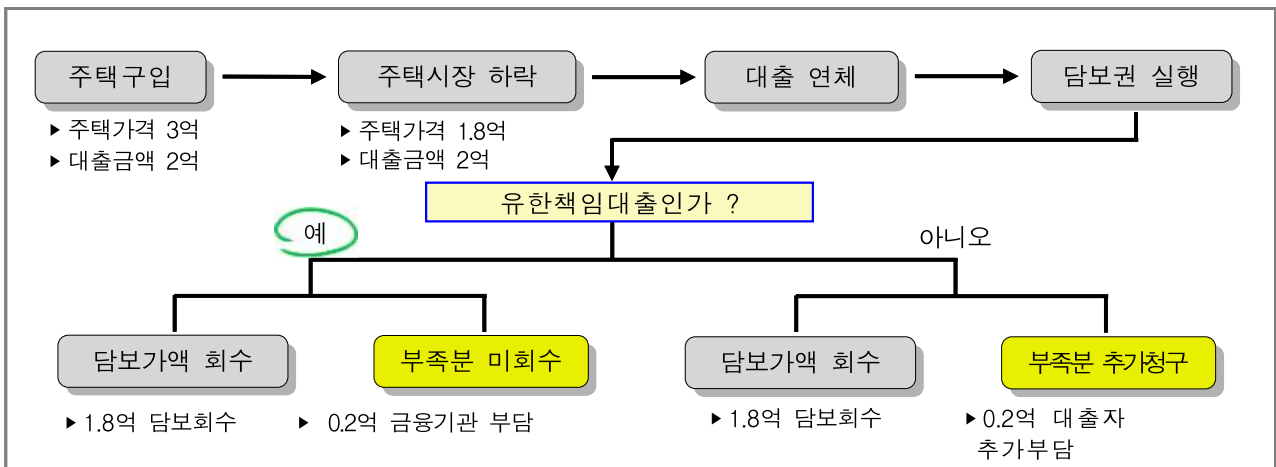 주택구입
주택시장 하락
대출 연체
담보권 실행
▶ 주택가격 3억
▶ 대출금액 2억
▶ 주택가격 1.8억
▶ 대출금액 2억
유한책임대출인가 ?
예
아니오
담보가액 회수
부족분 미회수
담보가액 회수
부족분 추가청구
▶ 1.8억 담보회수
▶ 0.2억 금융기관 부담
▶ 1.8억 담보회수
▶ 0.2억 대출자
추가부담